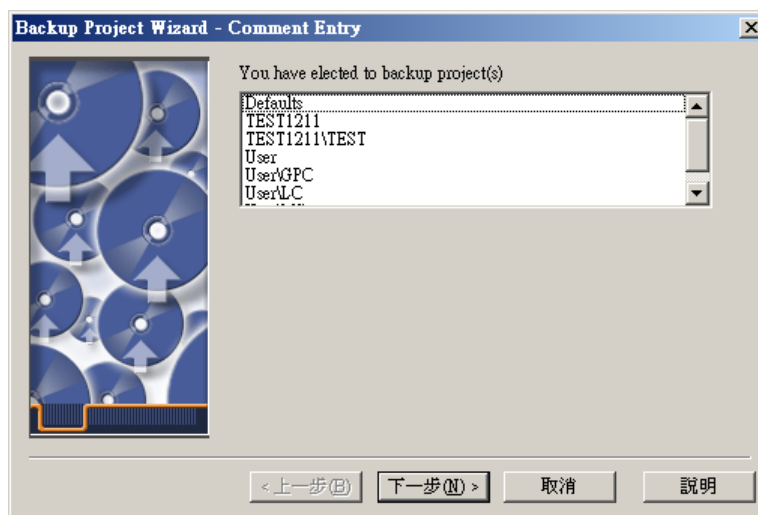 Backup Project Wizard - Comment Entry
You have elected to backup project(s)
Defaults
TEST1211
TEST1211\TEST
User
User\GPC
User\LC
<上一步(B)
下一步(N) >
取消
說明